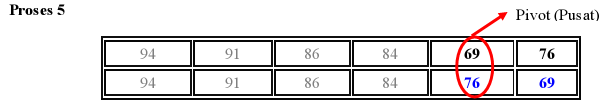 Proses 5
Pivot (Pusat)
94 91 86 84 69 76
94 91 86 84 76 69